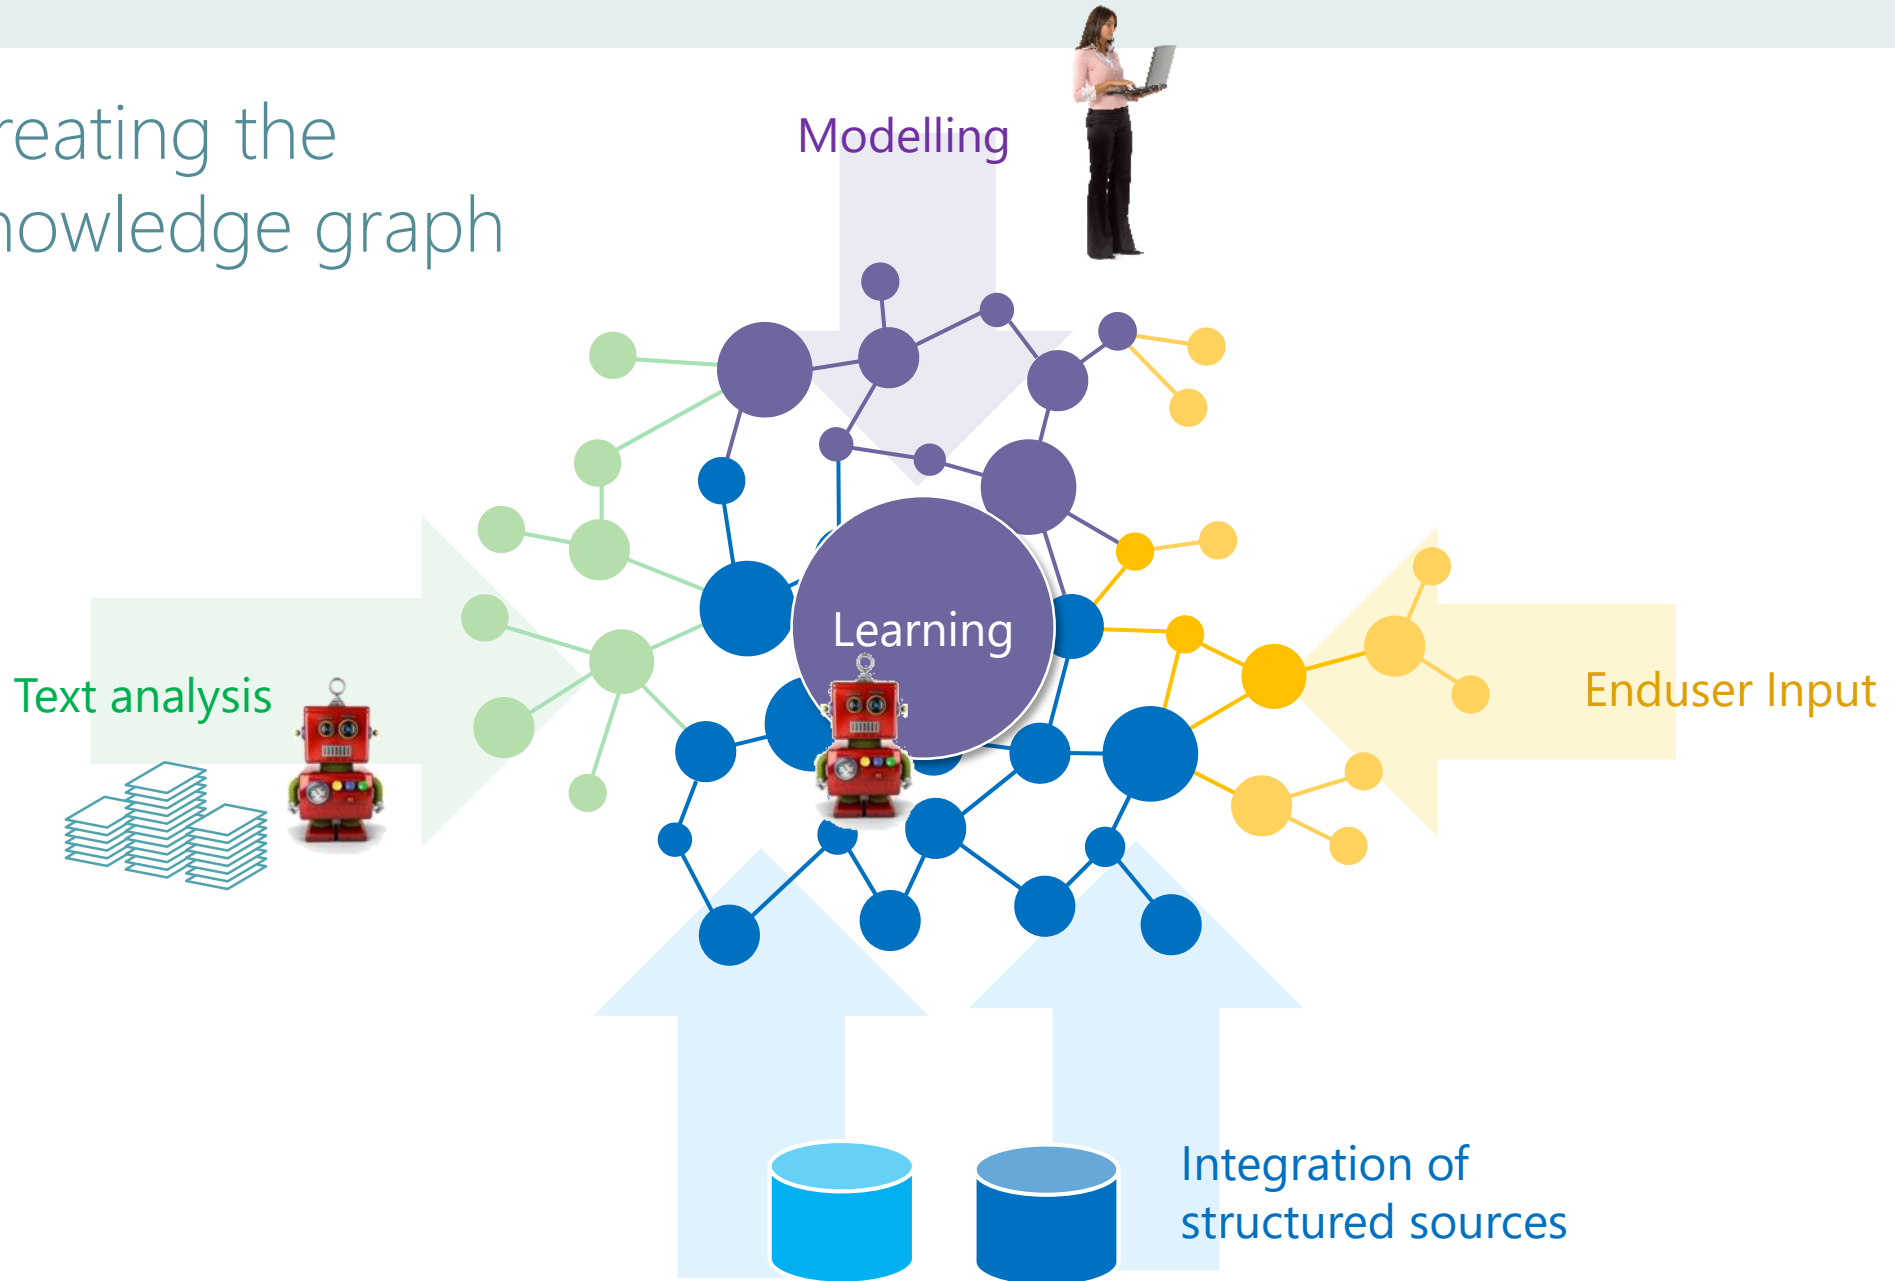 reating the
nowledge graph
Modelling
Learning
Text analysis
Enduser Input
Integration of
structured sources